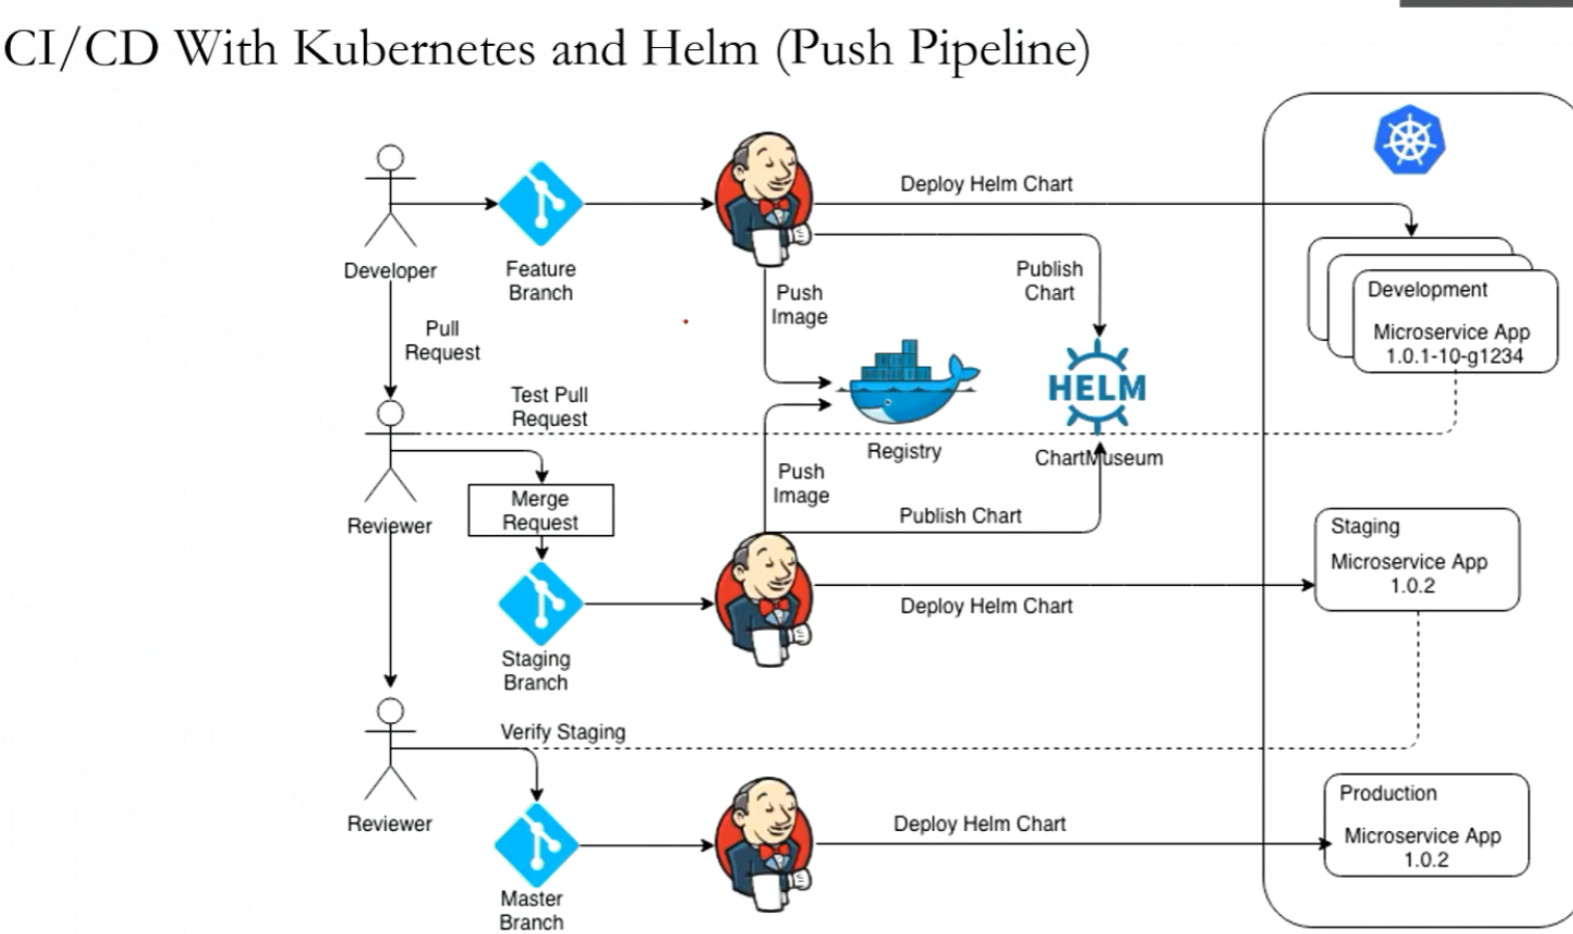 CI/CD With Kubernetes and Helm (Push Pipeline)
Deploy Helm Chart
Developer
Feature
Branch
Publish
Chart
Push
Image
Development
Microservice App
1.0.1-10-g1234
Pull
Request
Test Pull
Request
HELM
Registry
ChartMuseum
Push
Image
Merge
Request
Reviewer
Publish Chart
Staging
Microservice App
1.0.2
Deploy Helm Chart
Staging
Branch
Verify Staging
Reviewer
Deploy Helm Chart
Production
Microservice App
1.0.2
Master
Branch